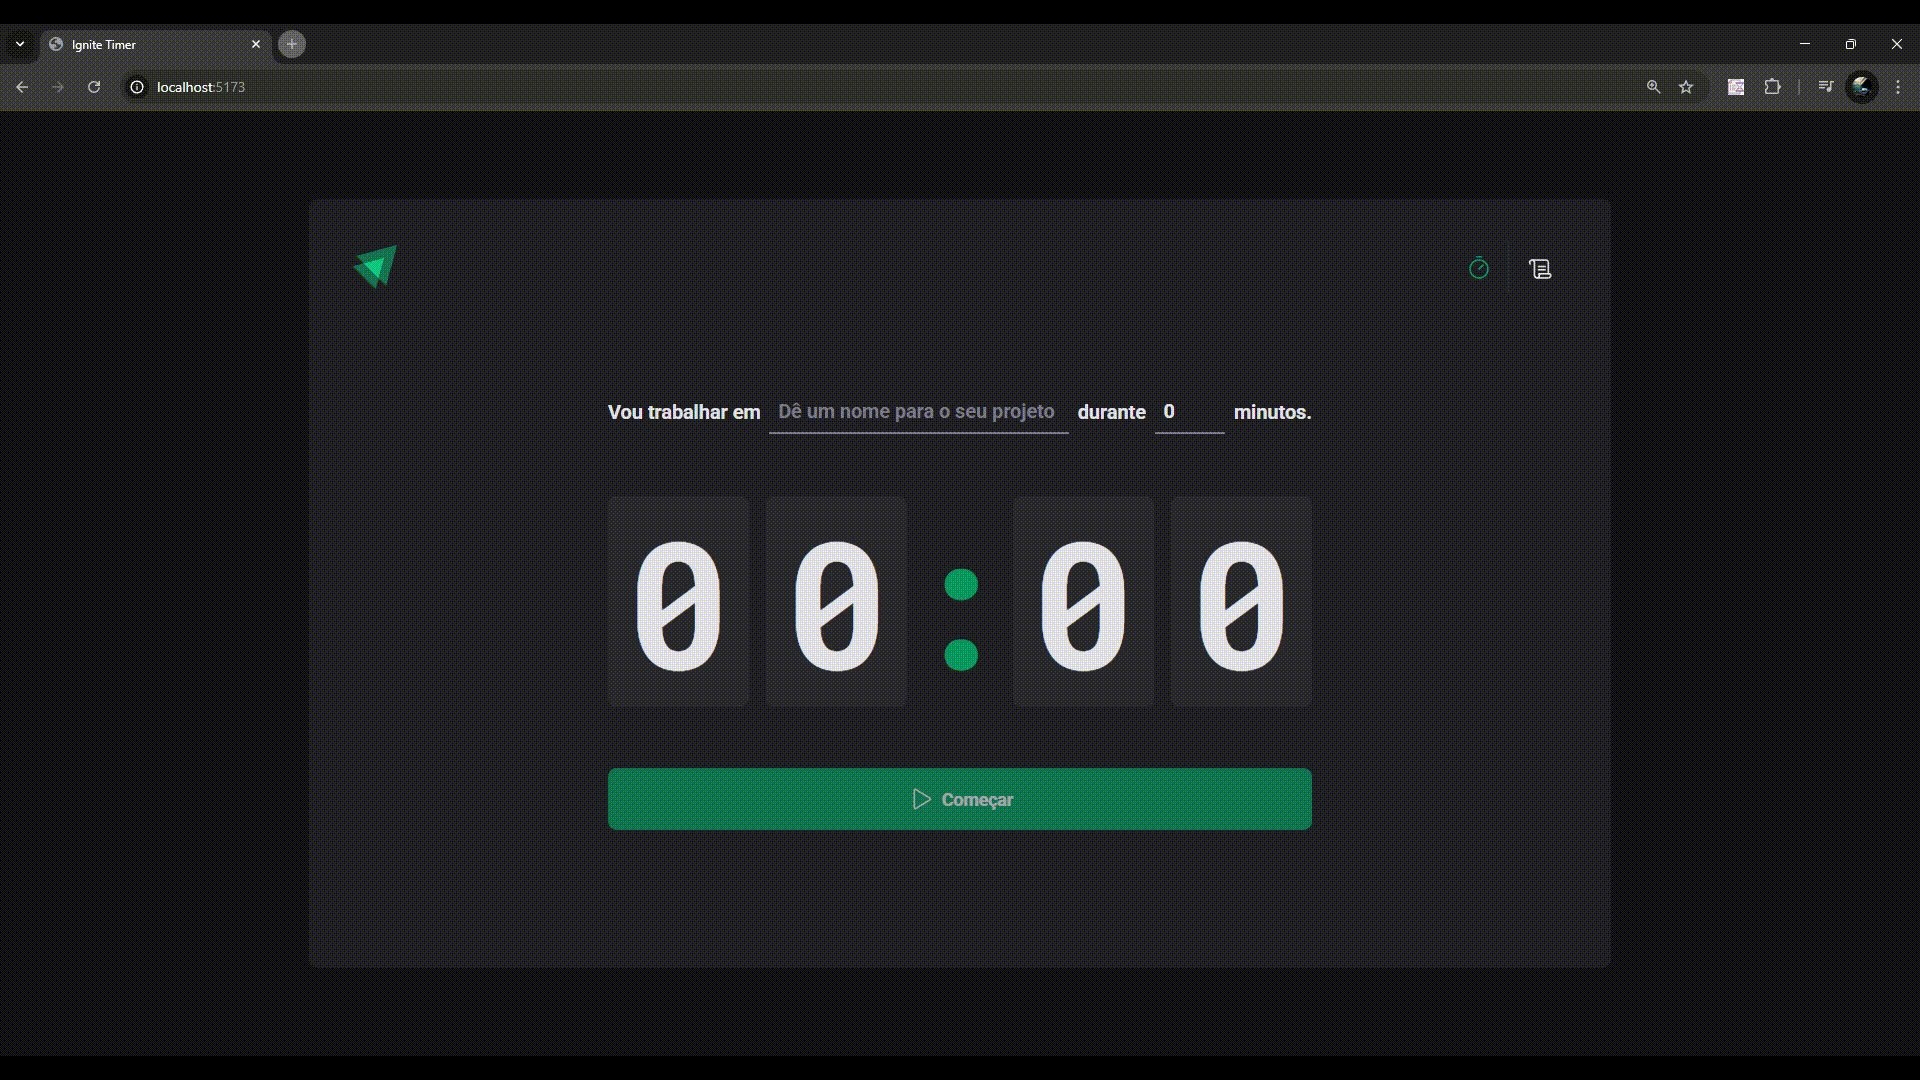 Ignite Timer
localhost:5173
Vou trabalhar em Dê um nome para o seu projeto durante 0 minutos.
00:00
Começar